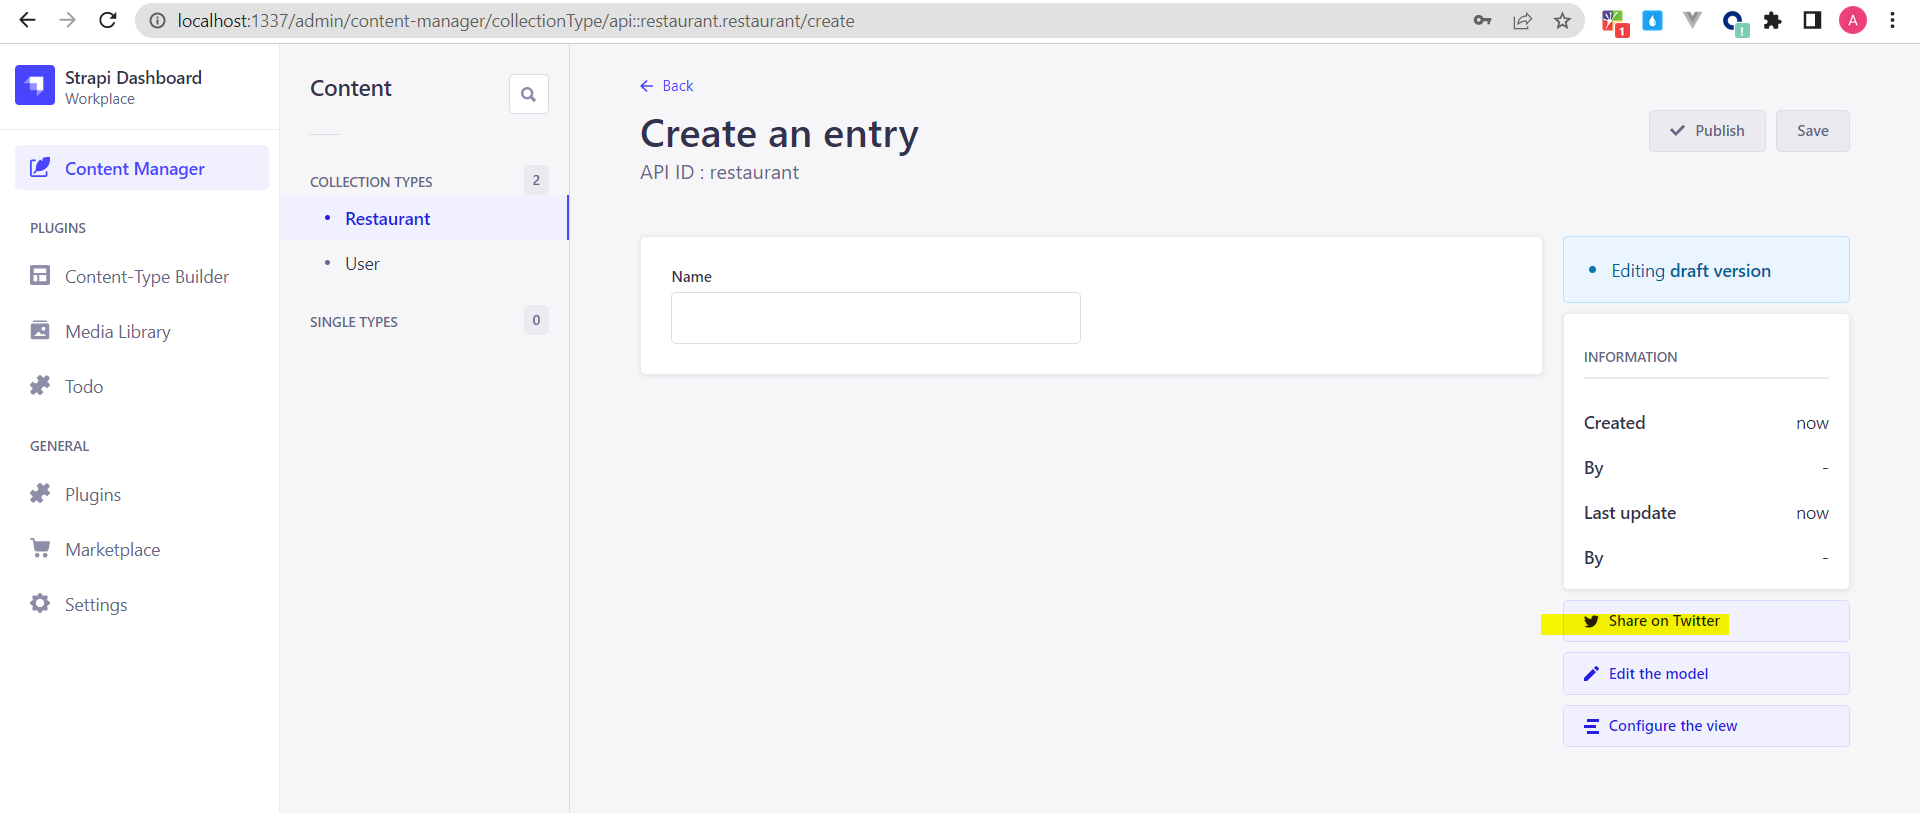 localhost:1337/admin/content-manager/collectionType/api::restaurant.restaurant/create
1
!
A
Strapi Dashboard
Workplace
Content Manager
PLUGINS
Content-Type Builder
Media Library
Todo
GENERAL
Plugins
Marketplace
Settings
Content
COLLECTION TYPES 2
Restaurant
User
SINGLE TYPES 0
Back
Create an entry
API ID : restaurant
Publish
Save
Name
Editing draft version
INFORMATION
Created now
By -
Last update now
By -
Share on Twitter
Edit the model
Configure the view